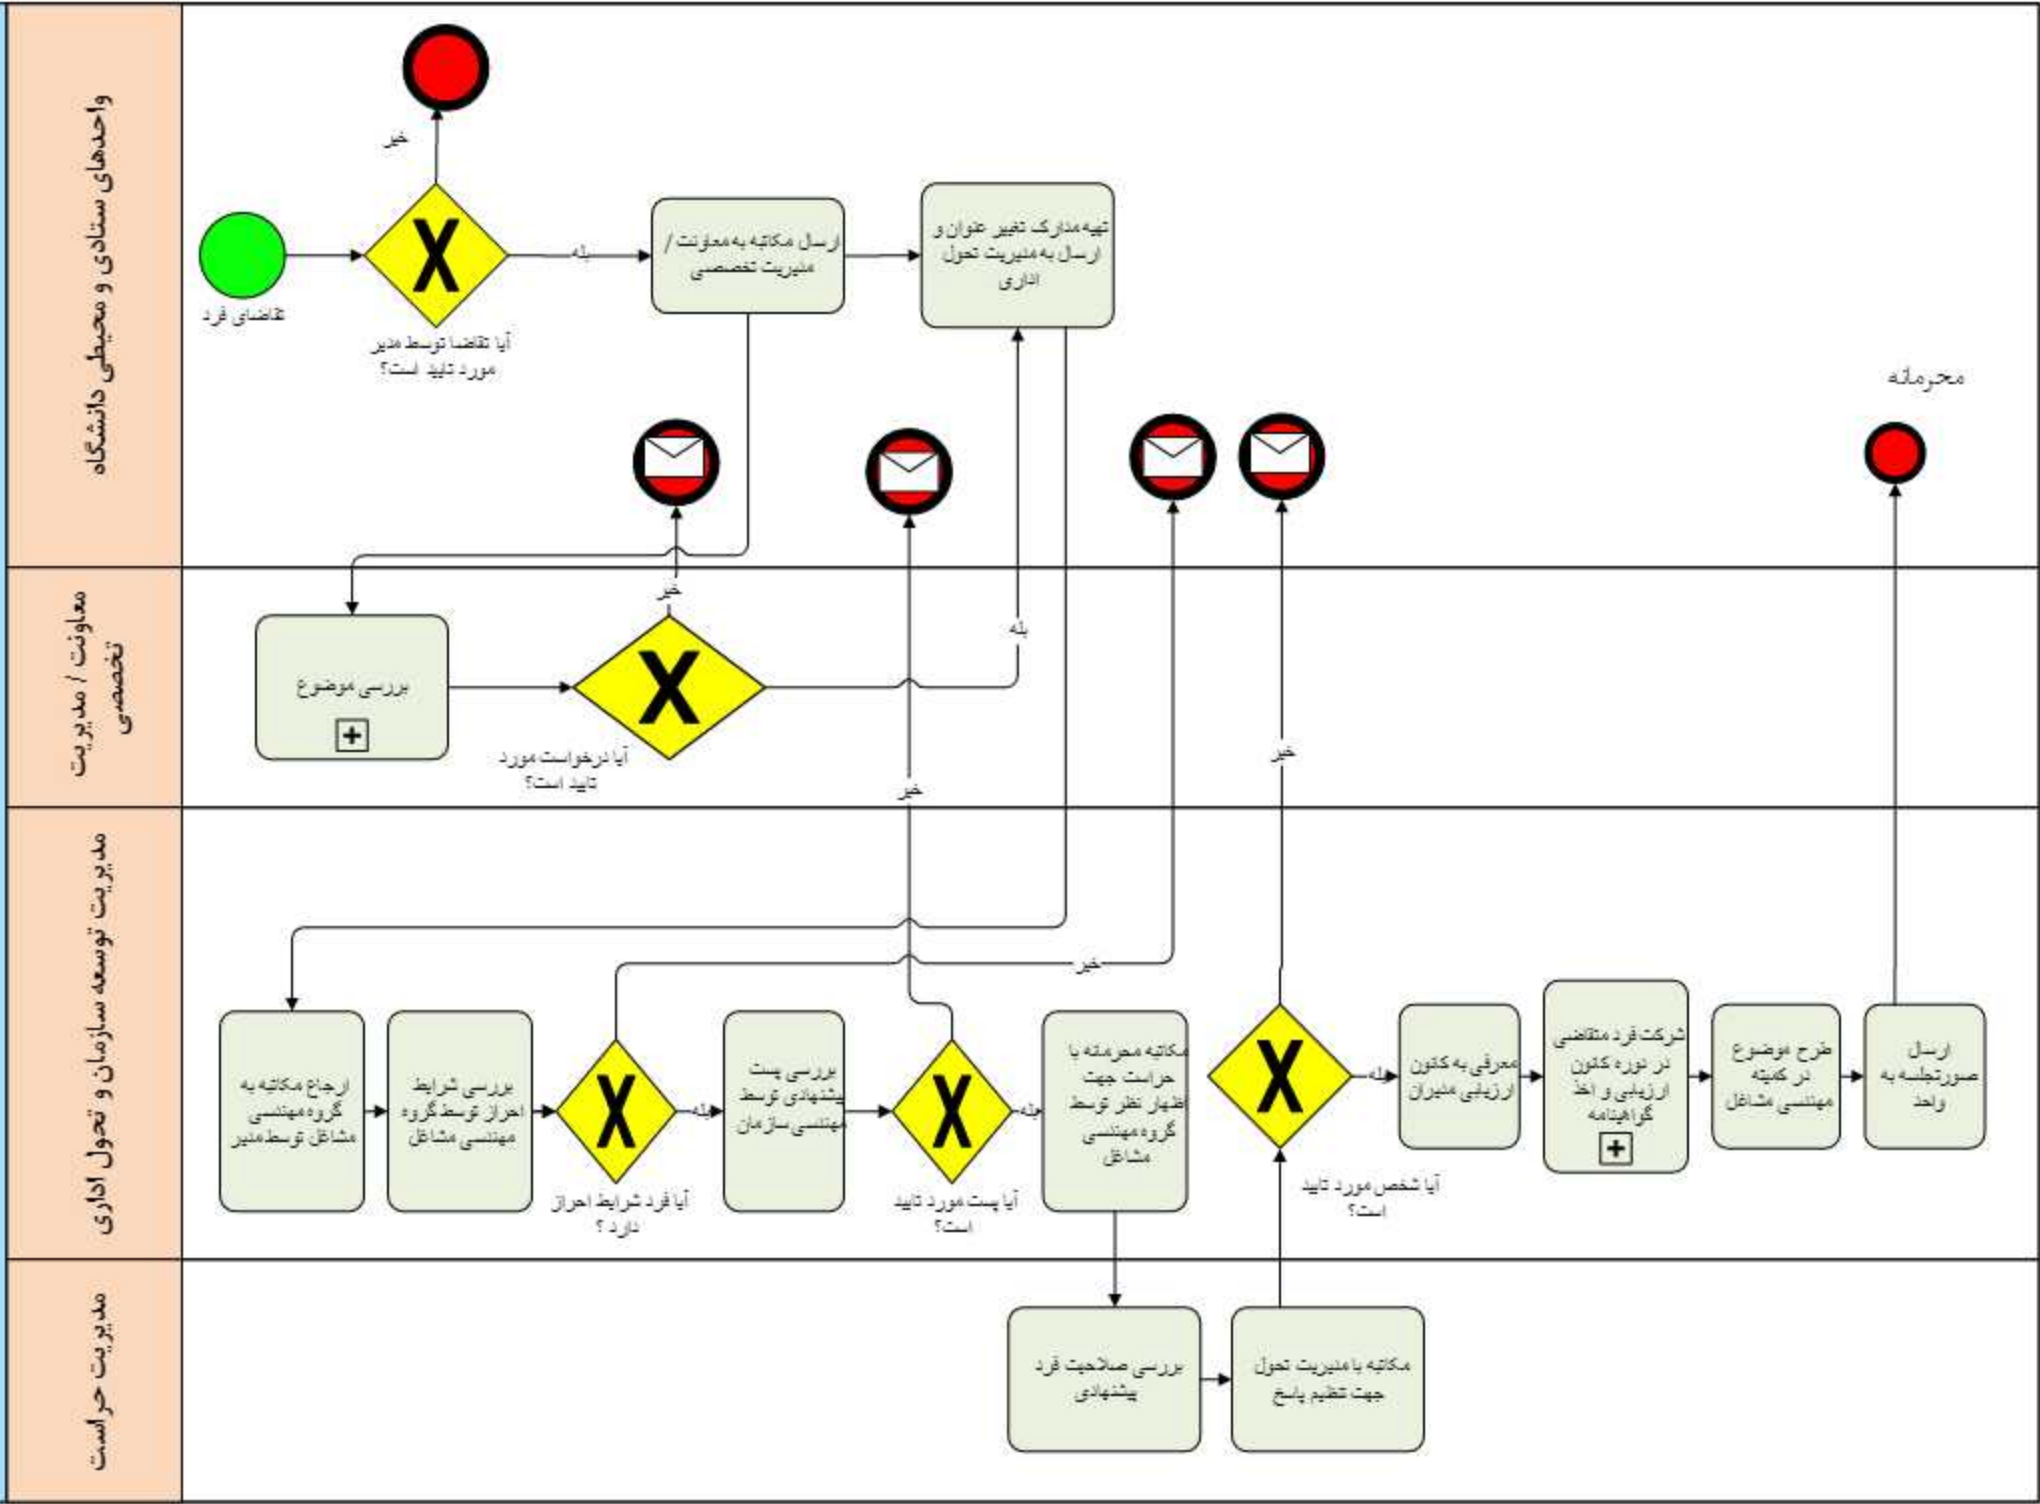 واحدهای ستادی و محیطی دانشگاه
تقاضای فرد
خیر
آیا تقاضا توسط مدیر
مورد تایید است؟
بله
ارسال مکاتبه به معاونت /
مدیریت تخصصی
تهیه مدارک تغییر عنوان و
ارسال به مدیریت تحول
اداری
محرمانه
معاونت / مدیریت
تخصصی
بررسی موضوع
آیا درخواست مورد
تایید است؟
خیر
بله
خیر
خیر
مدیریت توسعه سازمان و تحول اداری
ارجاع مکاتبه به
گروه مهندسی
مشاغل توسط مدیر
بررسی شرایط
احراز توسط گروه
مهندسی مشاغل
آیا فرد شرایط احراز
دارد ؟
خیر
بله
بررسی پست
پیشنهادی توسط
مهندسی سازمان
آیا پست مورد تایید
است؟
بله
مکاتبه محرمانه با
حراست جهت
اظهار نظر توسط
گروه مهندسی
مشاغل
آیا شخص مورد تایید
است؟
بله
معرفی به کانون
ارزیابی مدیران
شرکت فرد متقاضی
در دوره کانون
ارزیابی و اخذ
گواهینامه
طرح موضوع
در کمیته
مهندسی مشاغل
ارسال
صورتجلسه به
واحد
مدیریت حراست
بررسی صلاحیت فرد
پیشنهادی
مکاتبه با مدیریت تحول
جهت تنظیم پاسخ